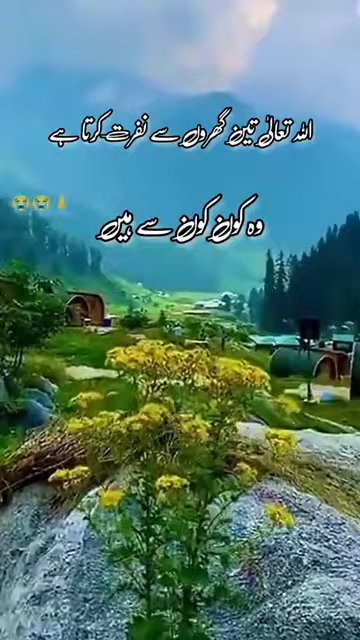 اللہ تعالیٰ تین گھروں سے نفرت کرتا ہے
وہ کون کون سے ہیں